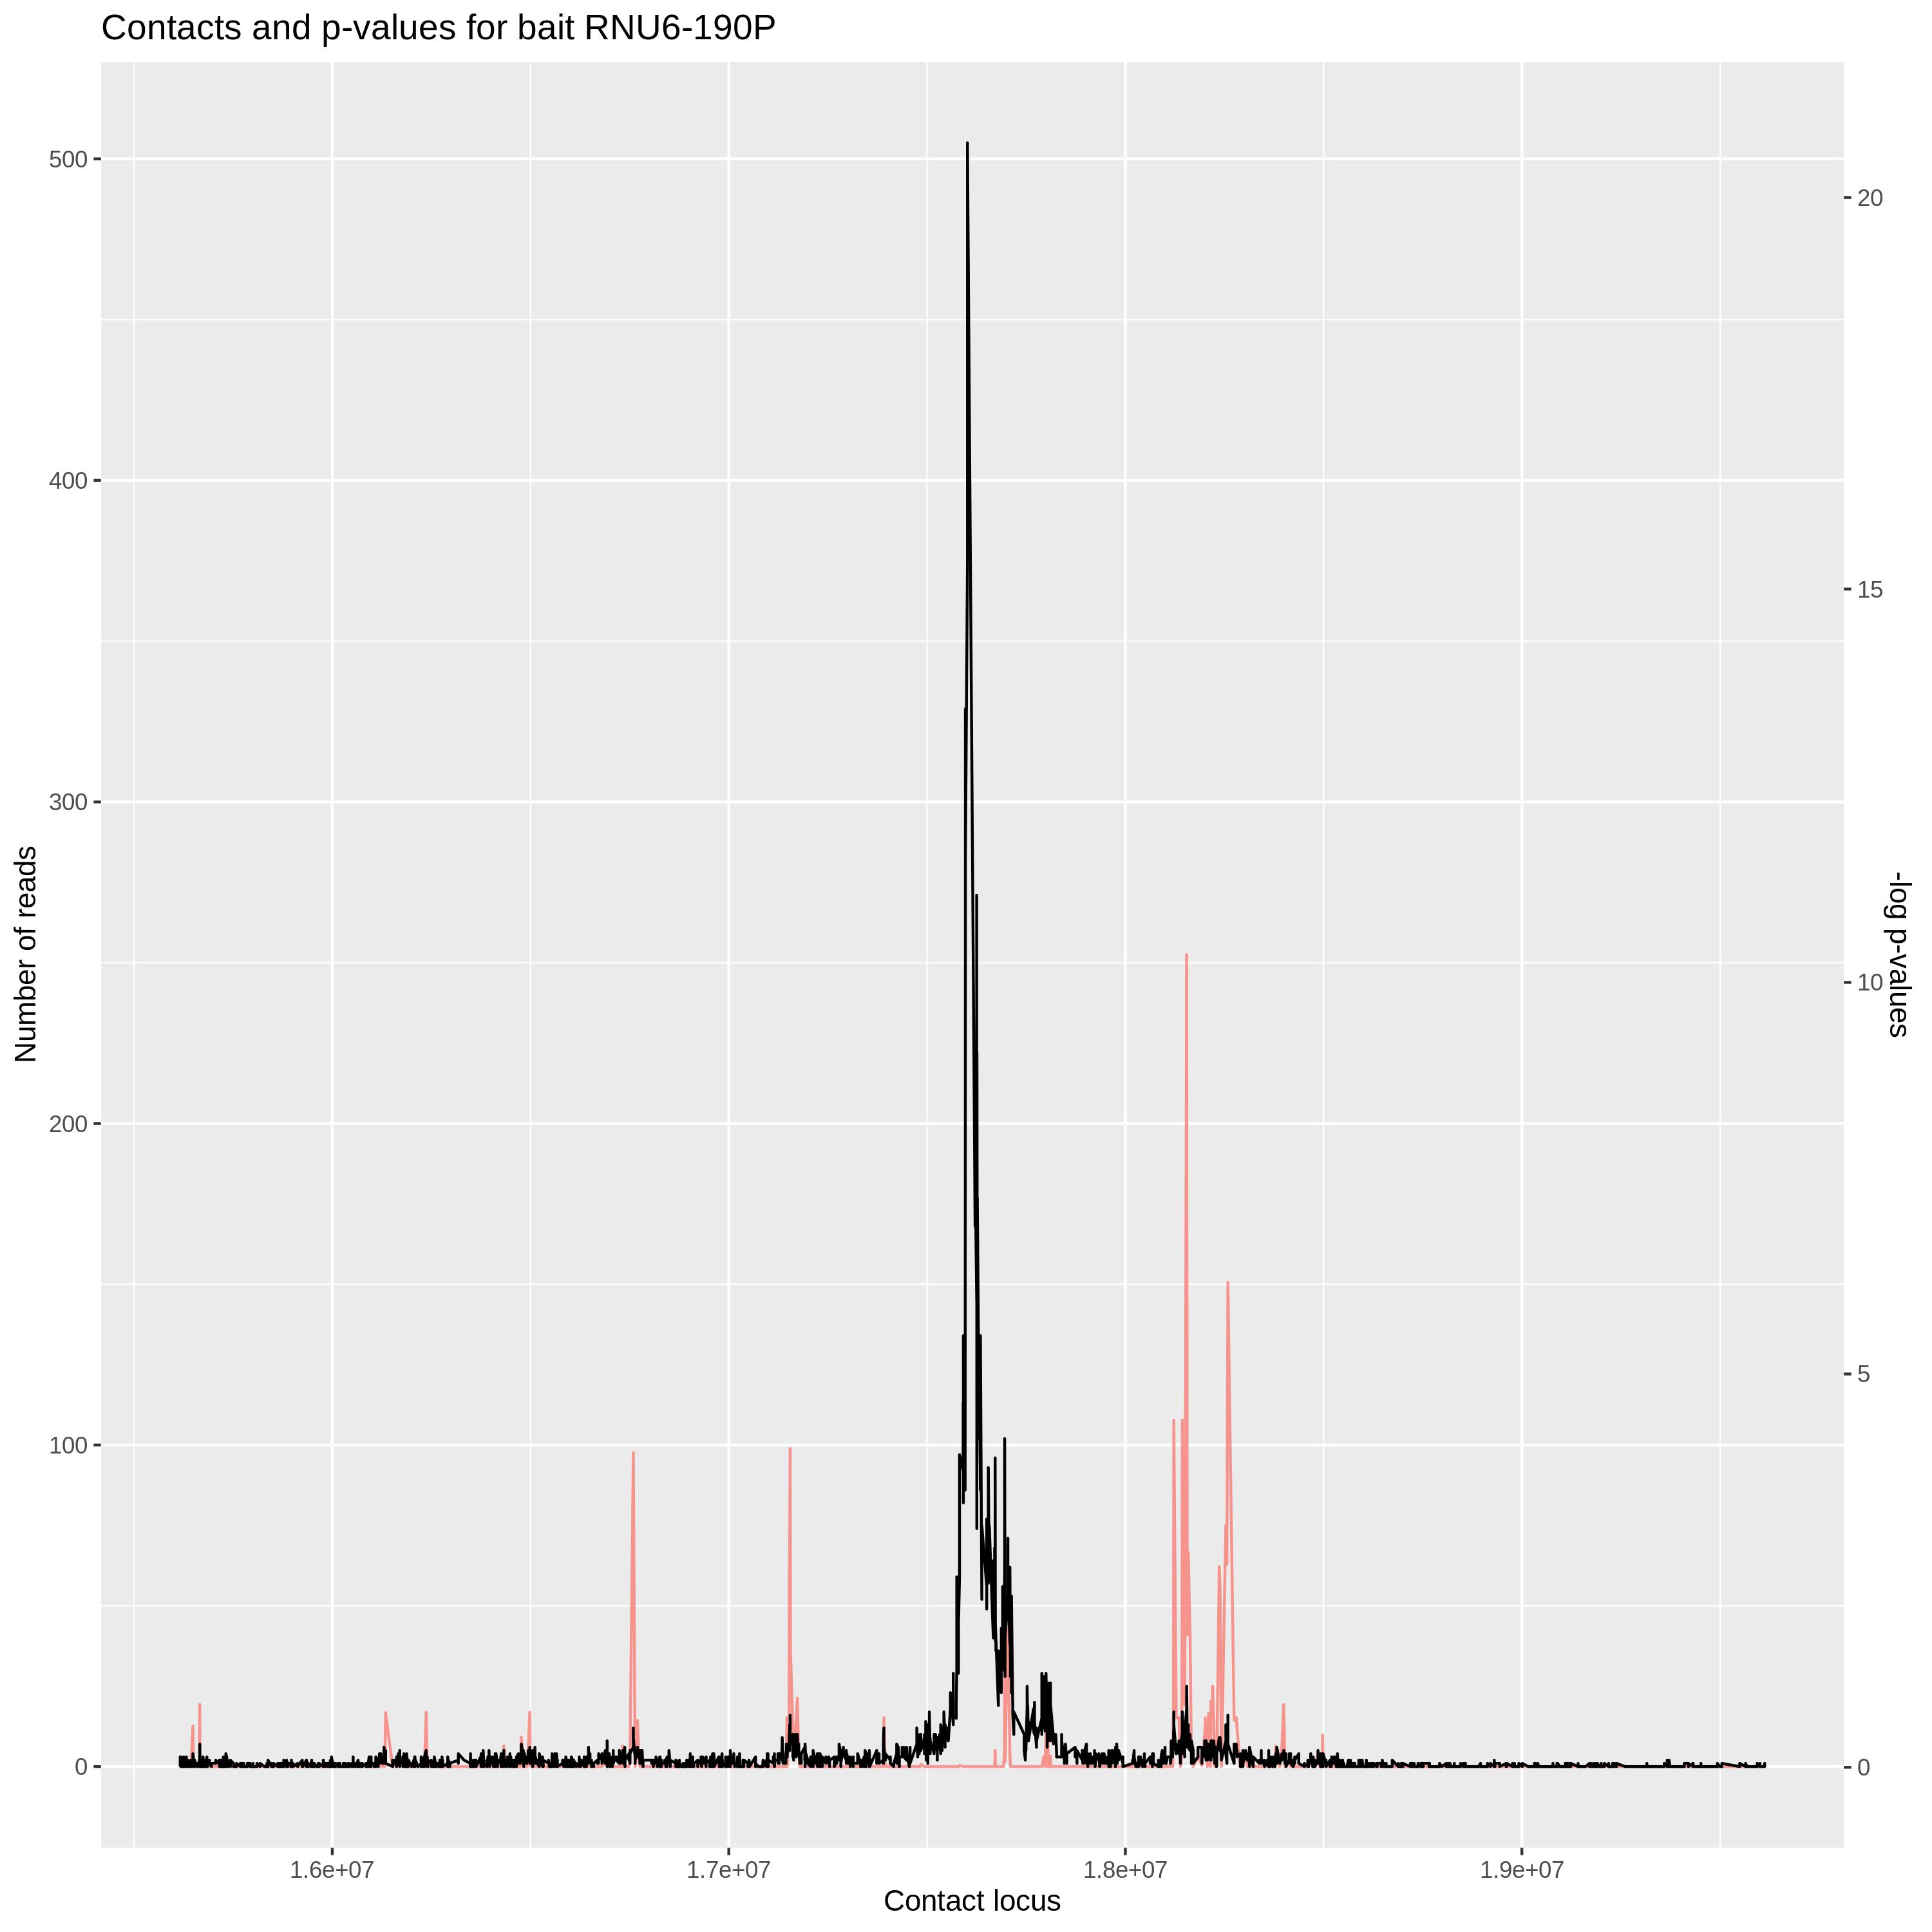 Contacts and p-values for bait RNU6-190P
500
400
300
200
100
0
Number of reads
20
15
10
5
0
-log p-values
1.6e+07
1.7e+07
1.8e+07
1.9e+07
Contact locus